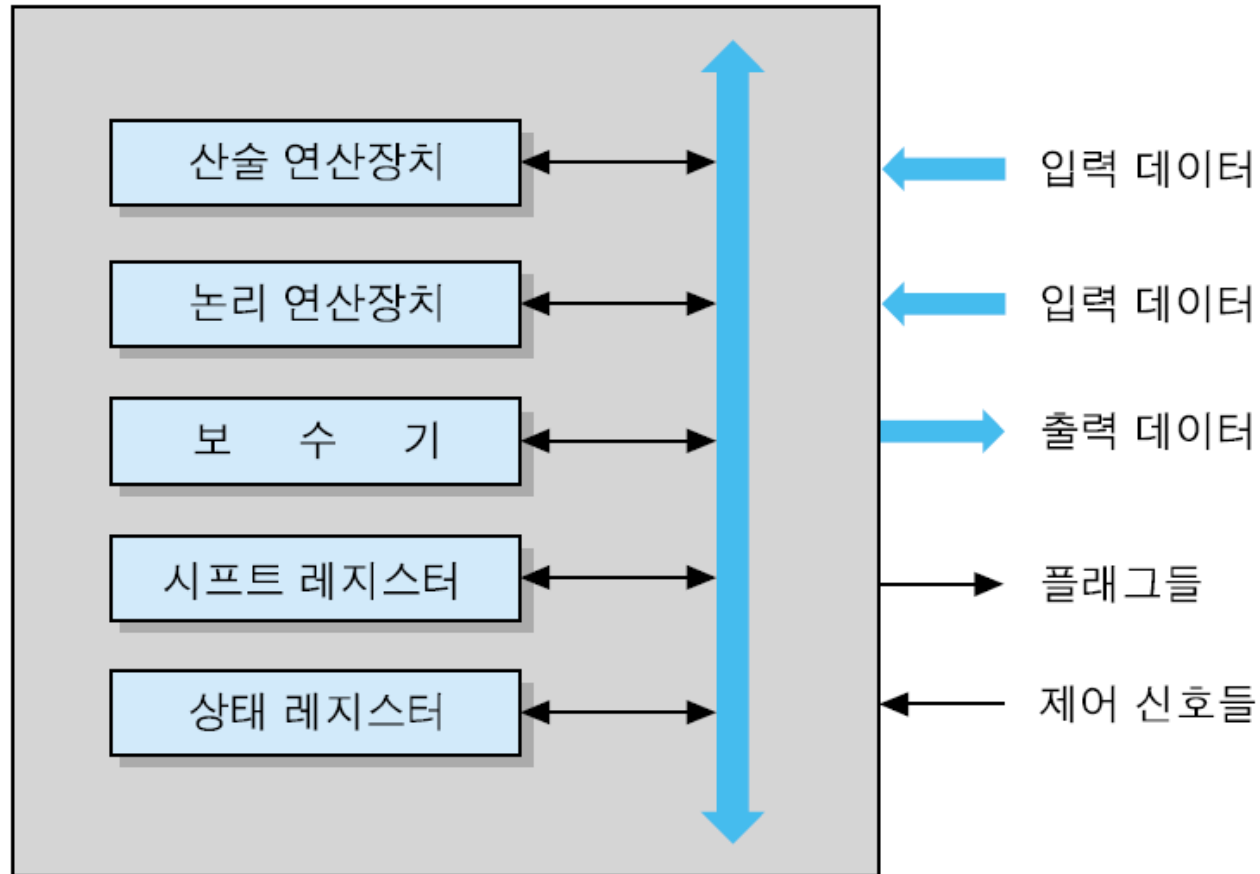 산술 연산장치
논리 연산장치
보 수 기
시프트 레지스터
상태 레지스터
입력 데이터
입력 데이터
출력 데이터
플래그들
제어 신호들